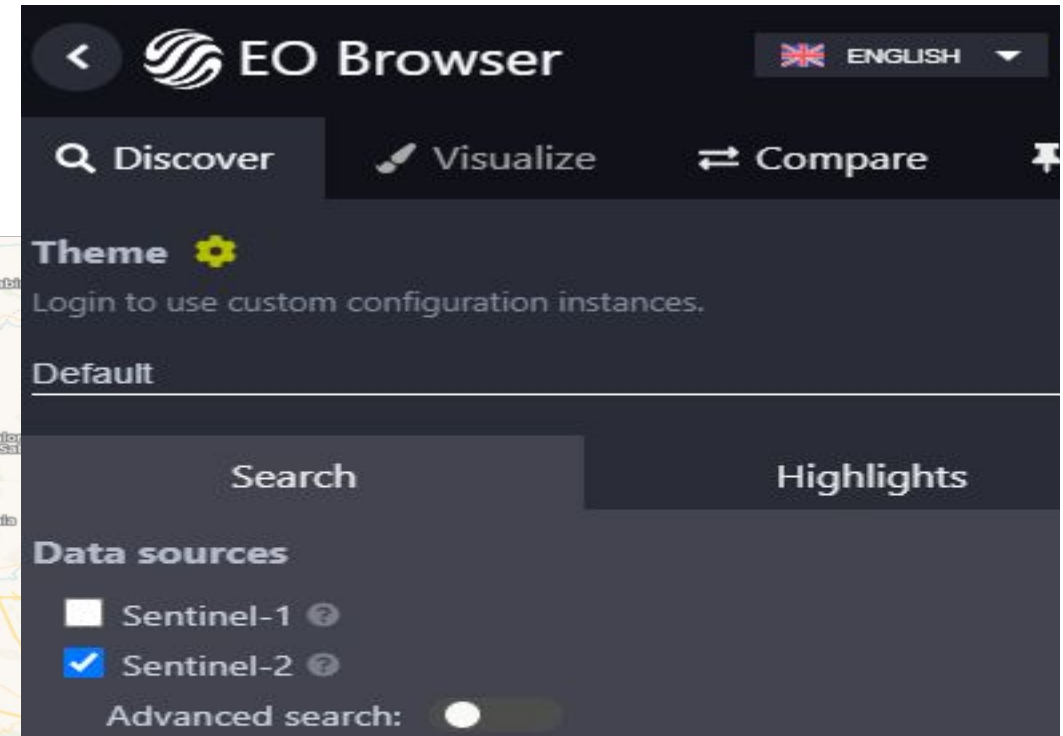 EO Browser
ENGLISH
Discover Visualize Compare
Theme
Login to use custom configuration instances.
Default
Search Highlights
Data sources
Sentinel-1
Sentinel-2
Advanced search: